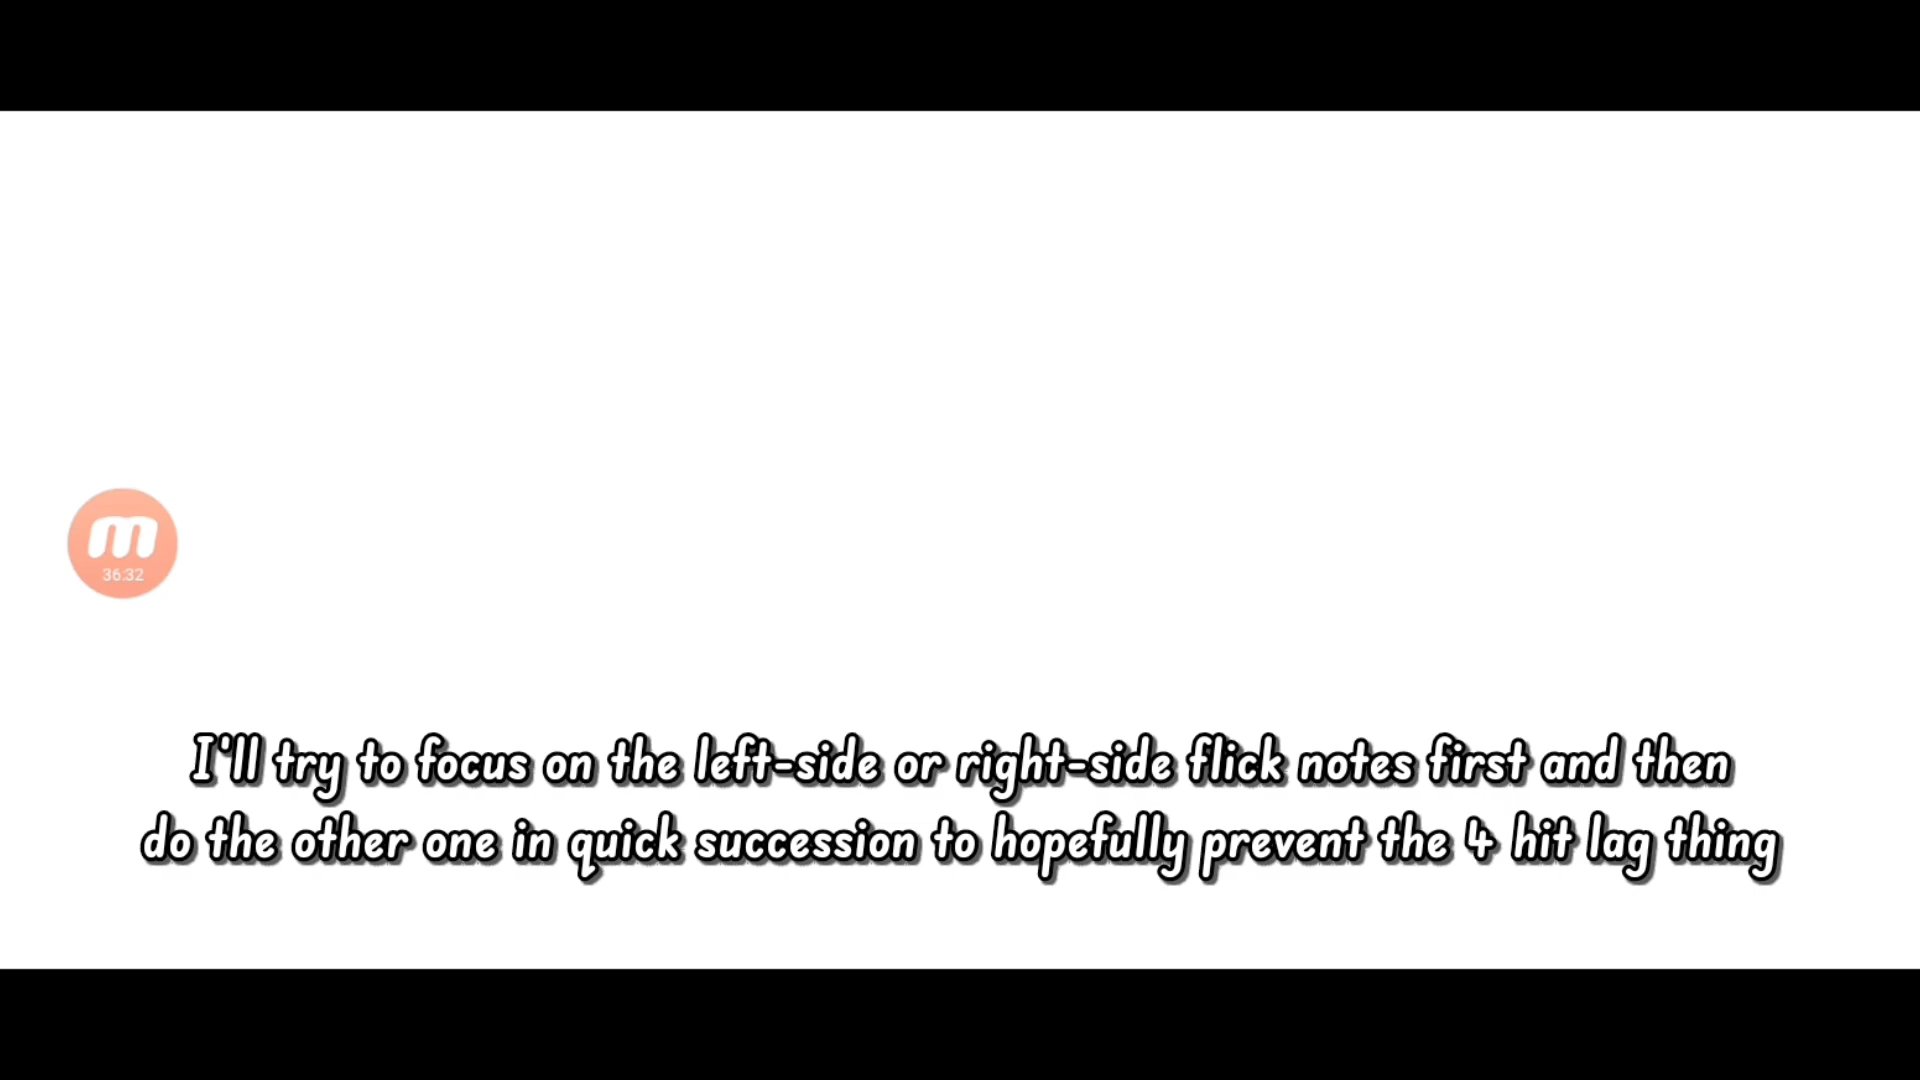 m
36:32
I'll try to focus on the left-side or right-side flick notes first and then
do the other one in quick succession to hopefully prevent the 4 hit lag thing